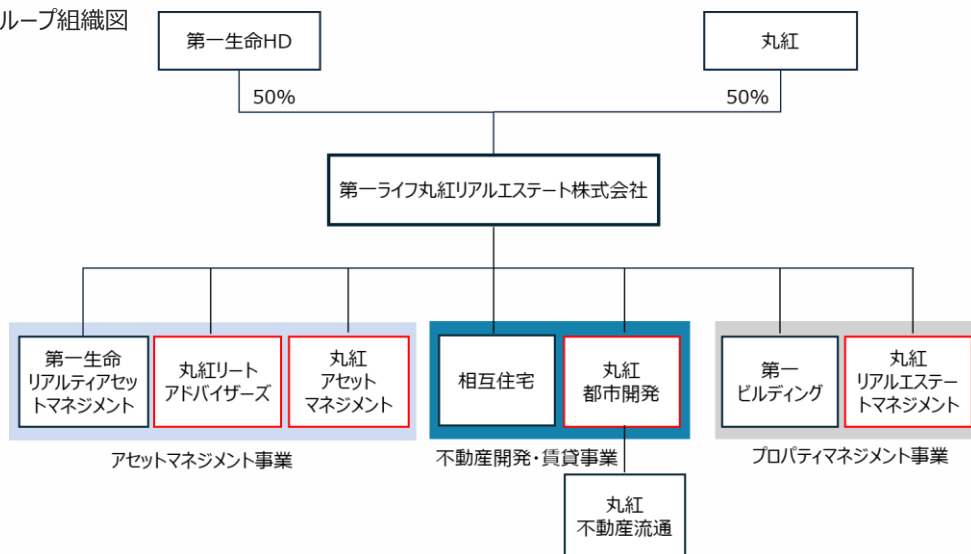 ループ組織図
第一生命HD
丸紅
50%
50%
第一ライフ丸紅リアルエステート株式会社
第一生命
リアルティアセッ
トマネジメント
丸紅リート
アドバイザーズ
丸紅
アセット
マネジメント
相互住宅
丸紅
都市開発
第一
ビルディング
丸紅
リアルエステー
トマネジメント
アセットマネジメント事業
不動産開発・賃貸事業
プロパティマネジメント事業
丸紅
不動産流通